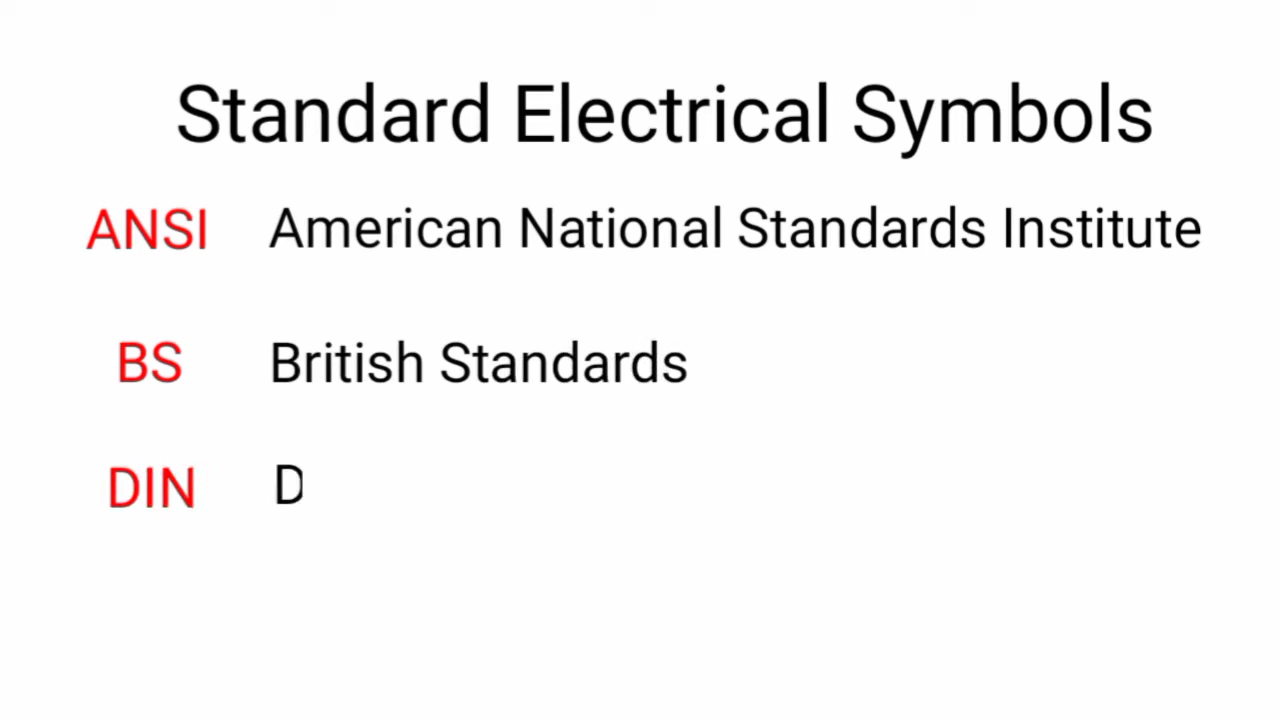 Standard Electrical Symbols
ANSI American National Standards Institute
BS British Standards
DIN D